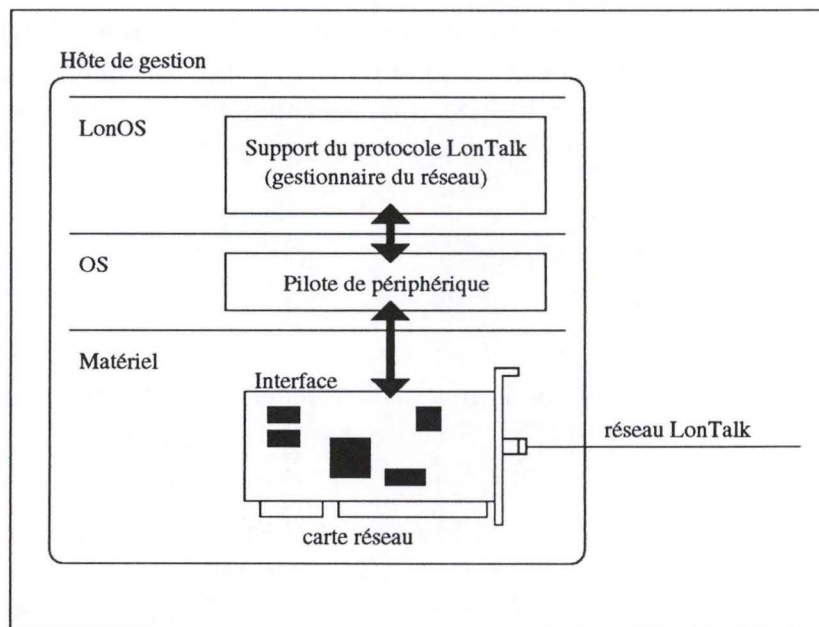 Hôte de gestion
LonOS
Support du protocole LonTalk
(gestionnaire du réseau)
OS
Pilote de périphérique
Matériel
Interface
réseau LonTalk
carte réseau